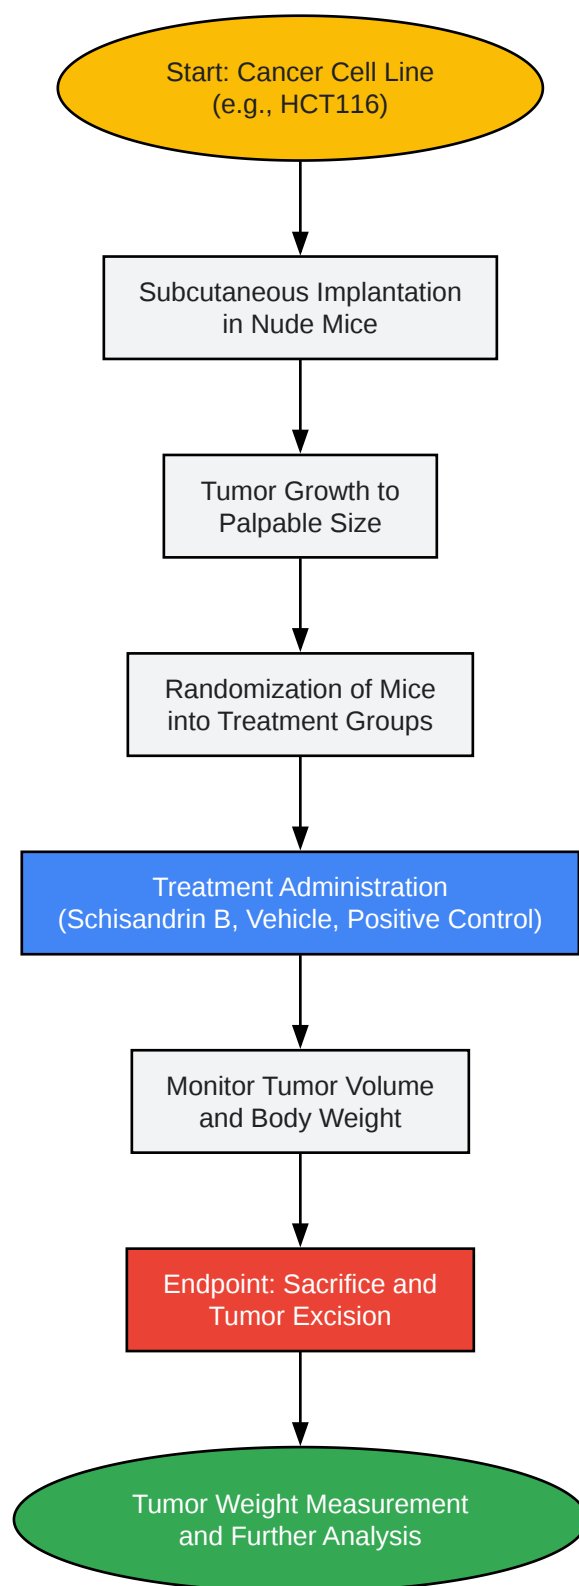 Start: Cancer Cell Line
(e.g., HCT116)
Subcutaneous Implantation
in Nude Mice
Tumor Growth to
Palpable Size
Randomization of Mice
into Treatment Groups
Treatment Administration
(Schisandrin B, Vehicle, Positive Control)
Monitor Tumor Volume
and Body Weight
Endpoint: Sacrifice and
Tumor Excision
Tumor Weight Measurement
and Further Analysis